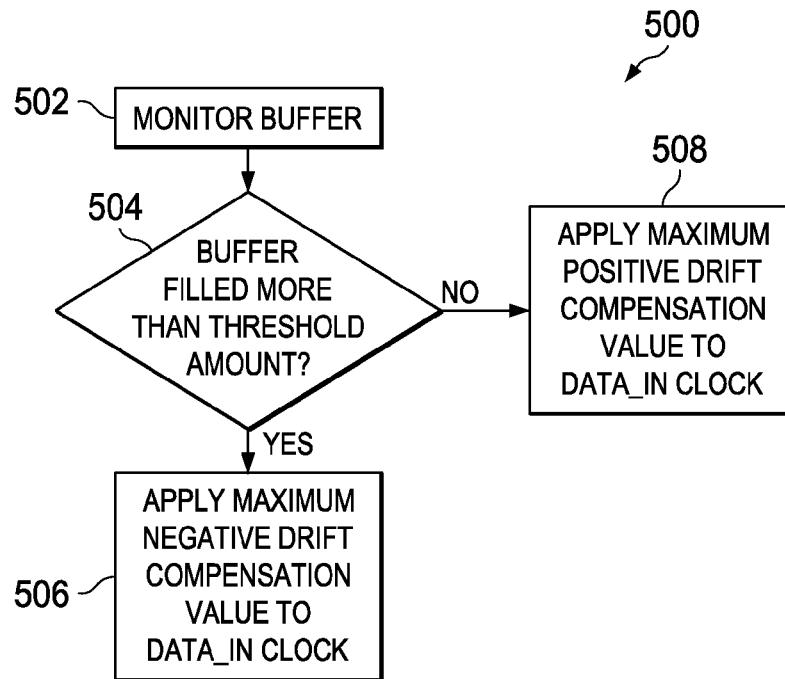 500
502
MONITOR BUFFER
504
BUFFER
FILLED MORE
THAN THRESHOLD
AMOUNT?
NO
508
APPLY MAXIMUM
POSITIVE DRIFT
COMPENSATION
VALUE TO
DATA_IN CLOCK
YES
506
APPLY MAXIMUM
NEGATIVE DRIFT
COMPENSATION
VALUE TO
DATA_IN CLOCK